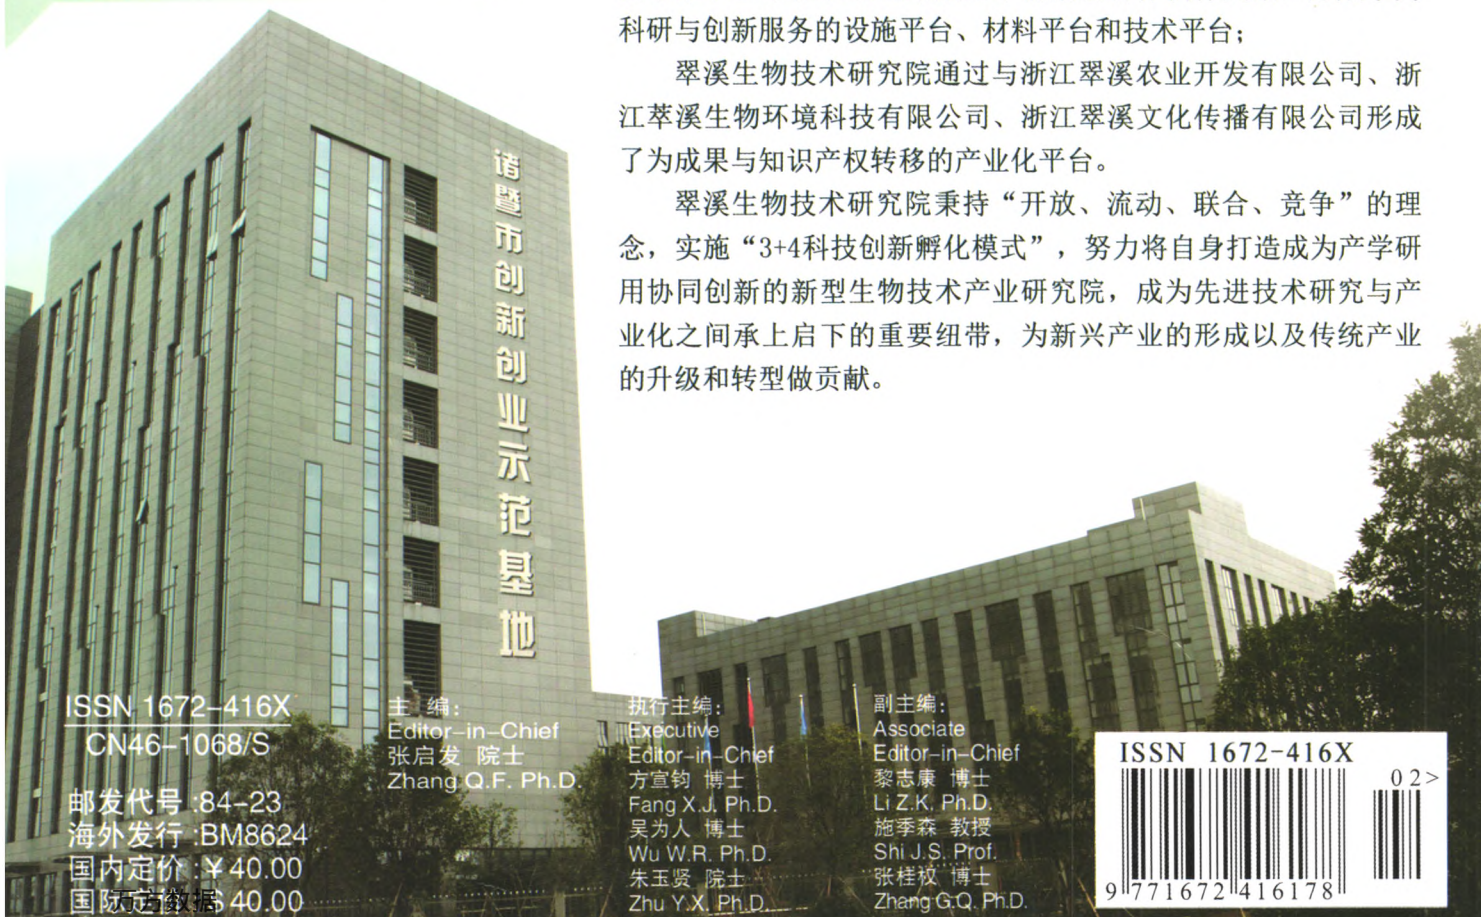 科研与创新服务的设施平台、材料平台和技术平台；
翠溪生物技术研究院通过与浙江翠溪农业开发有限公司、浙
江萃溪生物环境科技有限公司、浙江翠溪文化传播有限公司形成
了为成果与知识产权转移的产业化平台。
翠溪生物技术研究院秉持“开放、流动、联合、竞争”的理
念，实施“3+4科技创新孵化模式”，努力将自身打造成为产学研
用协同创新的新型生物技术产业研究院，成为先进技术研究与产
业化之间承上启下的重要纽带，为新兴产业的形成以及传统产业
的升级和转型做贡献。
诸暨市创新创业示范基地
ISSN 1672-416X
CN46-1068/S
邮发代号:84-23
海外发行:BM8624
国内定价:￥40.00
国际 $ 40.00
万方数据
主 编:
Editor-in-Chief
张启发 院士
Zhang Q.F. Ph.D.
执行主编:
Executive
Editor-in-Chief
方宣钧 博士
Fang X.J. Ph.D.
吴为人 博士
Wu W.R. Ph.D.
朱玉贤 院士
Zhu Y.X. Ph.D.
副主编:
Associate
Editor-in-Chief
黎志康 博士
Li Z.K. Ph.D.
施季森 教授
Shi J.S. Prof.
张桂权 博士
Zhang G.Q. Ph.D.
ISSN 1672-416X
02>
9 771672 416178